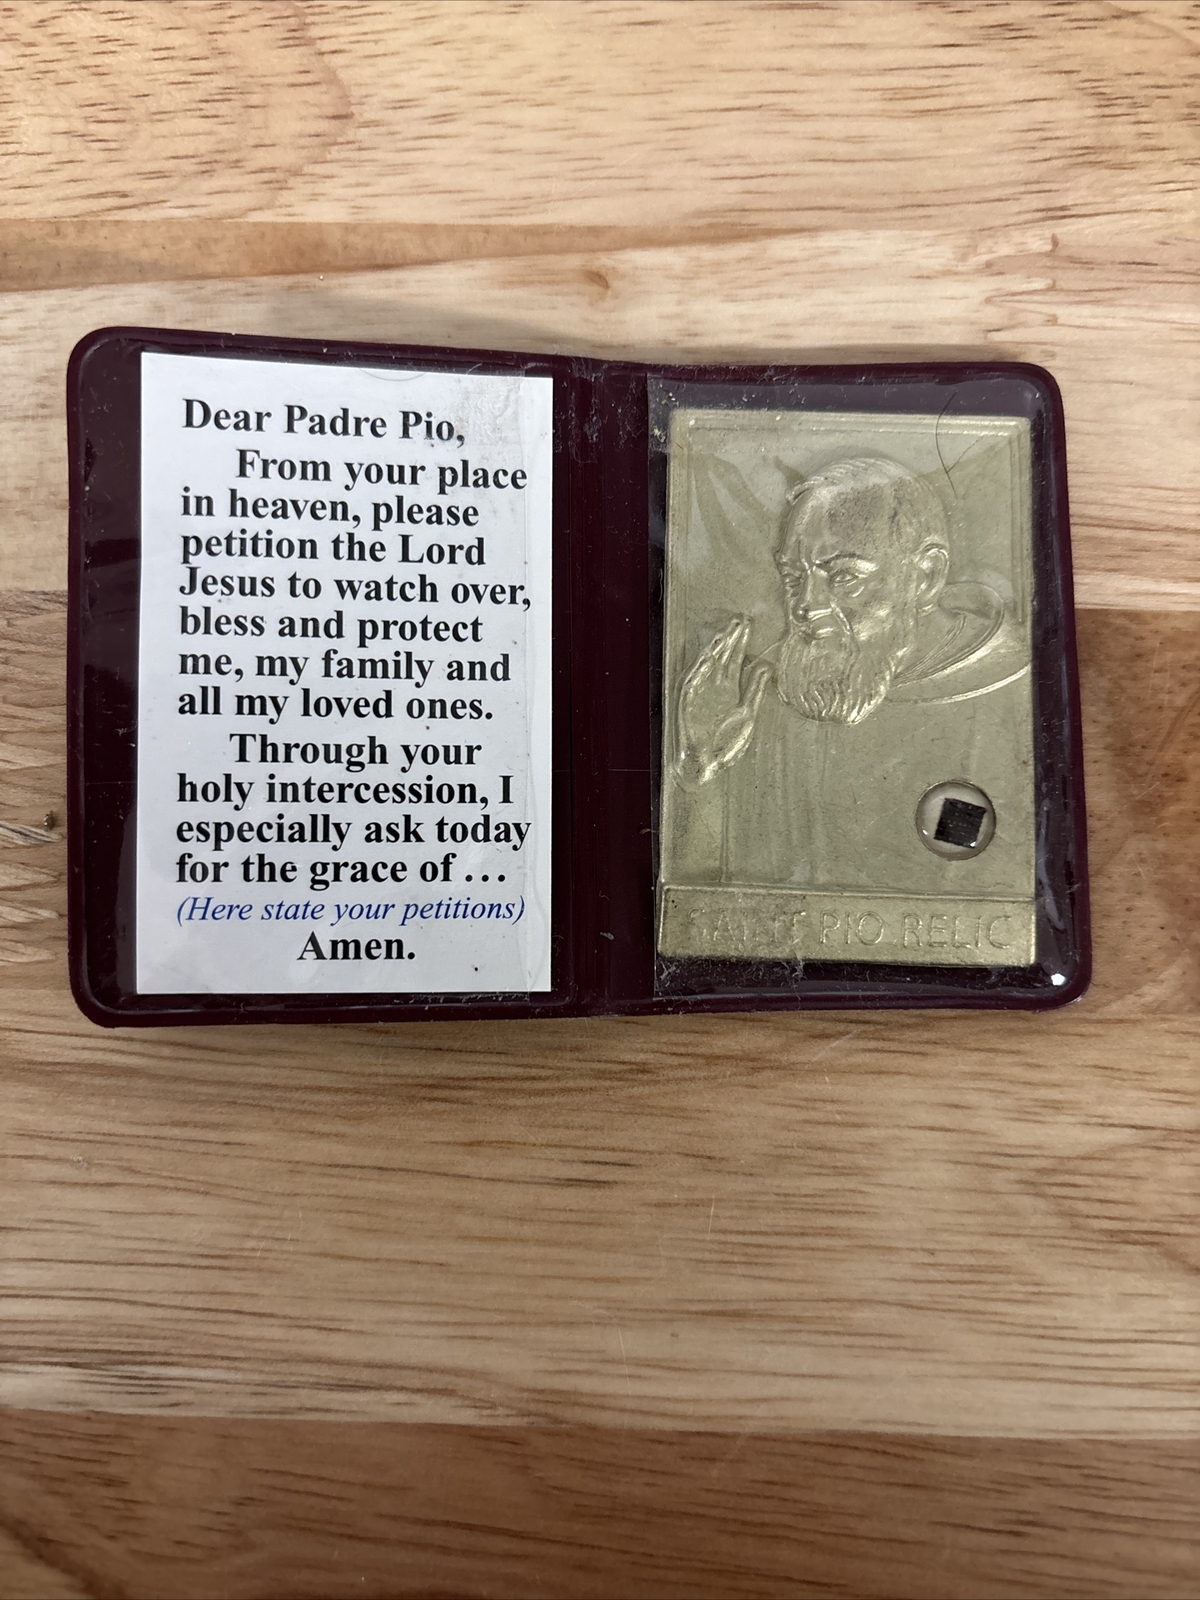 Dear Padre Pio,
From your place
in heaven, please
petition the Lord
Jesus to watch over,
bless and protect
me, my family and
all my loved ones.
Through your
holy intercession, I
especially ask today
for the grace of ...
(Here state your petitions)
Amen.
SAINT PIO RELIC